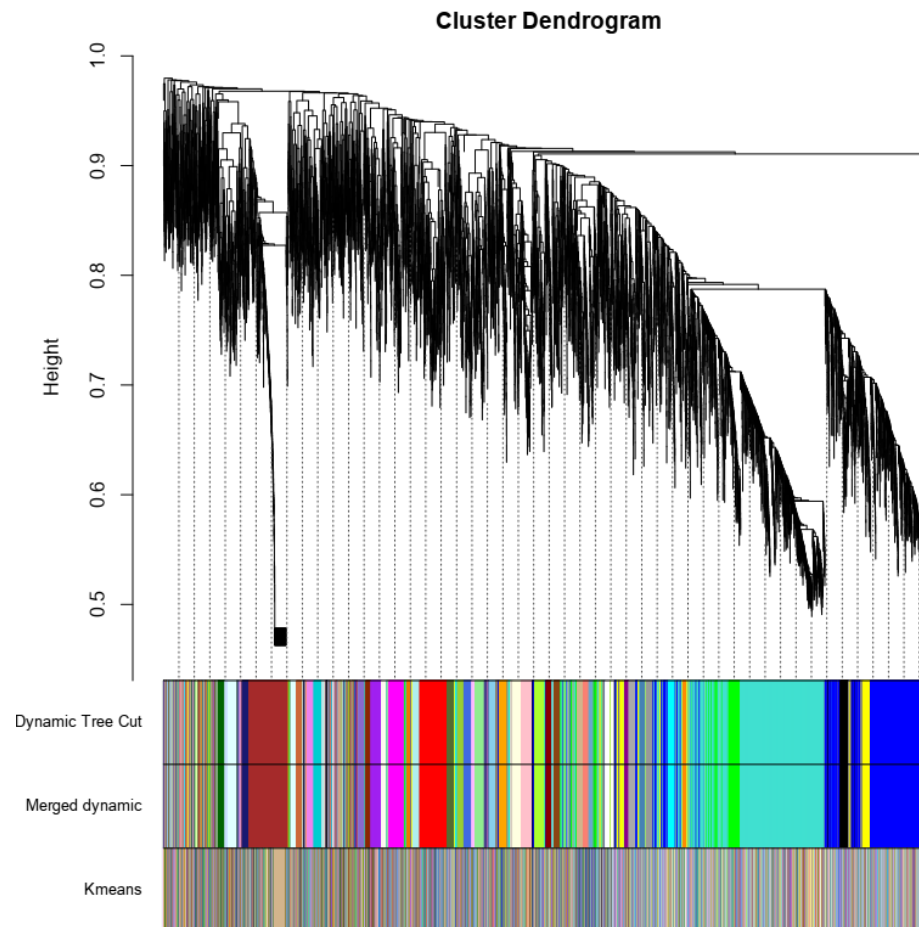 Cluster Dendrogram
1.0
0.9
0.8
0.7
0.6
0.5
Height
Dynamic Tree Cut
Merged dynamic
Kmeans